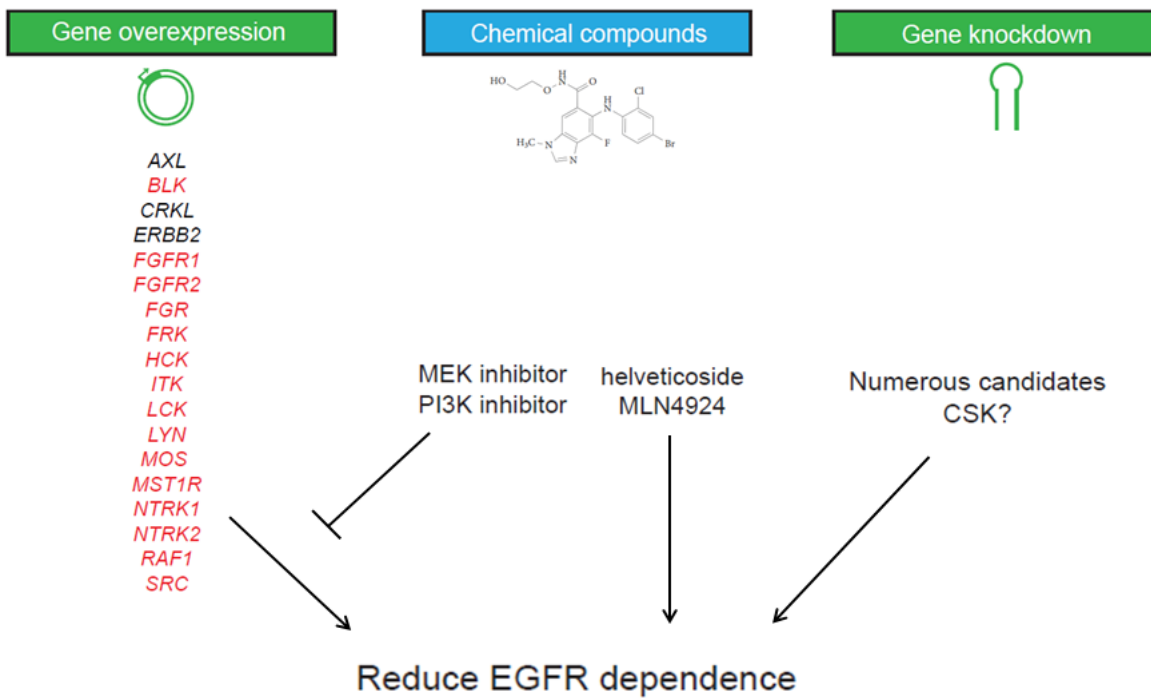 Gene overexpression
Chemical compounds
Gene knockdown
HO
O
H
N
O
H
N
Cl
Br
F
H₃C
N
N
AXL
BLK
CRKL
ERBB2
FGFR1
FGFR2
FGR
FRK
HCK
ITK
LCK
LYN
MOS
MST1R
NTRK1
NTRK2
RAF1
SRC
MEK inhibitor
PI3K inhibitor
helveticoside
MLN4924
Numerous candidates
CSK?
Reduce EGFR dependence